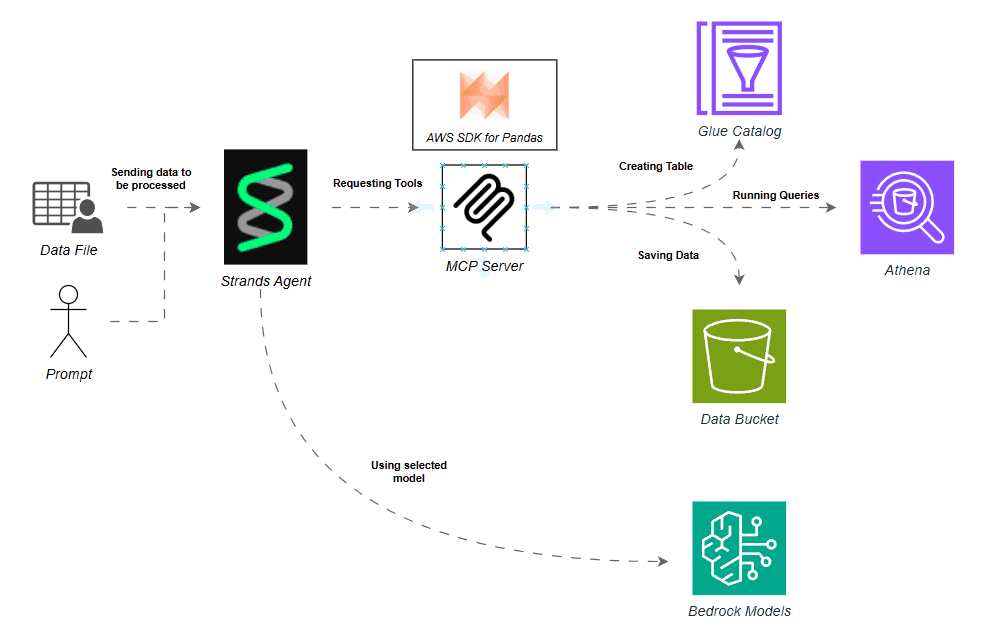 AWS SDK for Pandas
Glue Catalog
Sending data to
be processed
Requesting Tools
Creating Table
Running Queries
Data File
Strands Agent
MCP Server
Saving Data
Athena
Prompt
Data Bucket
Using selected
model
Bedrock Models